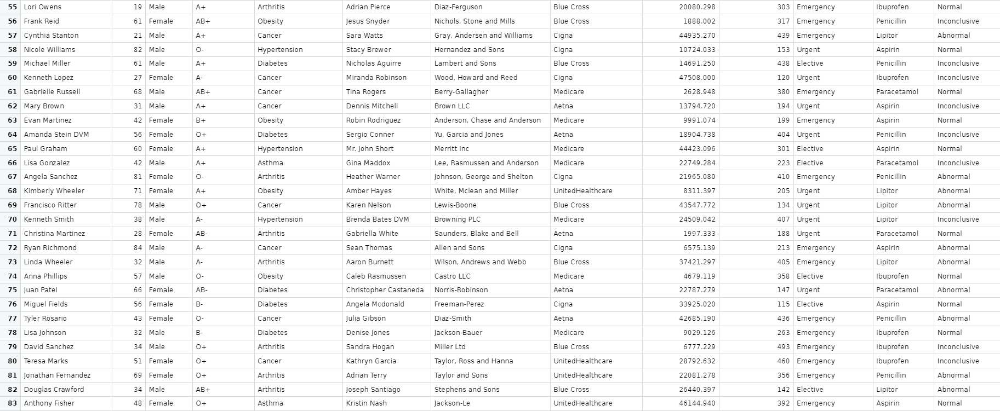 55 Lori Owens 19 Male A+ Arthritis Adrian Pierce Diaz-Ferguson Blue Cross 20080.298 303 Emergency Ibuprofen Normal
56 Frank Reid 61 Female AB+ Obesity Jesus Snyder Nichols, Stone and Mills Blue Cross 1888.002 317 Emergency Penicillin Inconclusive
57 Cynthia Stanton 21 Male A+ Cancer Sara Watts Gray, Andersen and Williams Cigna 44935.270 439 Emergency Lipitor Abnormal
58 Nicole Williams 82 Male O- Hypertension Stacy Brewer Hernandez and Sons Cigna 10724.033 153 Urgent Aspirin Normal
59 Michael Miller 61 Male A+ Diabetes Nicholas Aguirre Lambert and Sons Blue Cross 14691.250 438 Elective Penicillin Inconclusive
60 Kenneth Lopez 27 Female A- Cancer Miranda Robinson Wood, Howard and Reed Cigna 47508.000 120 Urgent Ibuprofen Inconclusive
61 Gabrielle Russell 68 Male AB+ Cancer Tina Rogers Berry-Gallagher Medicare 2628.948 380 Emergency Paracetamol Normal
62 Mary Brown 31 Male A+ Cancer Dennis Mitchell Brown LLC Aetna 13794.720 194 Urgent Aspirin Inconclusive
63 Evan Martinez 42 Female B+ Obesity Robin Rodriguez Anderson, Chase and Anderson Medicare 9991.074 199 Emergency Aspirin Normal
64 Amanda Stein DVM 56 Female O+ Diabetes Sergio Conner Yu, Garcia and Jones Aetna 18904.738 404 Urgent Penicillin Inconclusive
65 Paul Graham 60 Female A+ Hypertension Mr. John Short Merritt Inc Medicare 44423.096 301 Elective Aspirin Normal
66 Lisa Gonzalez 42 Male A+ Asthma Gina Maddox Lee, Rasmussen and Anderson Medicare 22749.284 223 Elective Paracetamol Inconclusive
67 Angela Sanchez 81 Female O- Arthritis Heather Warner Johnson, George and Shelton Cigna 21965.080 410 Emergency Penicillin Abnormal
68 Kimberly Wheeler 71 Female A+ Obesity Amber Hayes White, Mclean and Miller UnitedHealthcare 8311.397 205 Urgent Lipitor Abnormal
69 Francisco Ritter 78 Male O+ Cancer Karen Nelson Lewis-Boone Blue Cross 43547.772 134 Urgent Lipitor Abnormal
70 Kenneth Smith 38 Male A- Hypertension Brenda Bates DVM Browning PLC Medicare 24509.042 407 Urgent Lipitor Inconclusive
71 Christina Martinez 28 Female AB- Arthritis Gabriella White Saunders, Blake and Bell Aetna 1997.333 188 Urgent Paracetamol Normal
72 Ryan Richmond 84 Male A- Cancer Sean Thomas Allen and Sons Cigna 6575.139 213 Emergency Aspirin Abnormal
73 Linda Wheeler 32 Male A- Arthritis Aaron Burnett Wilson, Andrews and Webb Blue Cross 37421.297 405 Emergency Lipitor Abnormal
74 Anna Phillips 57 Male O- Obesity Caleb Rasmussen Castro LLC Medicare 4679.119 358 Elective Ibuprofen Normal
75 Juan Patel 66 Female AB- Diabetes Christopher Castaneda Norris-Robinson Aetna 22787.279 147 Urgent Paracetamol Abnormal
76 Miguel Fields 56 Female B- Diabetes Angela Mcdonald Freeman-Perez Cigna 33925.020 115 Elective Aspirin Normal
77 Tyler Rosario 43 Female O- Cancer Julia Gibson Diaz-Smith Aetna 42685.190 436 Emergency Penicillin Abnormal
78 Lisa Johnson 32 Male B- Diabetes Denise Jones Jackson-Bauer Medicare 9029.126 263 Emergency Ibuprofen Normal
79 David Sanchez 34 Male O+ Arthritis Sandra Hogan Miller Ltd Blue Cross 6777.229 493 Emergency Ibuprofen Inconclusive
80 Teresa Marks 51 Female O+ Cancer Kathryn Garcia Taylor, Ross and Hanna UnitedHealthcare 28792.632 460 Emergency Ibuprofen Inconclusive
81 Jonathan Fernandez 69 Female O+ Arthritis Adrian Terry Taylor and Sons UnitedHealthcare 22081.278 356 Emergency Penicillin Abnormal
82 Douglas Crawford 34 Male AB+ Arthritis Joseph Santiago Stephens and Sons Blue Cross 26440.397 142 Elective Lipitor Abnormal
83 Anthony Fisher 48 Female O+ Asthma Kristin Nash Jackson-Le UnitedHealthcare 46144.940 392 Emergency Aspirin Normal